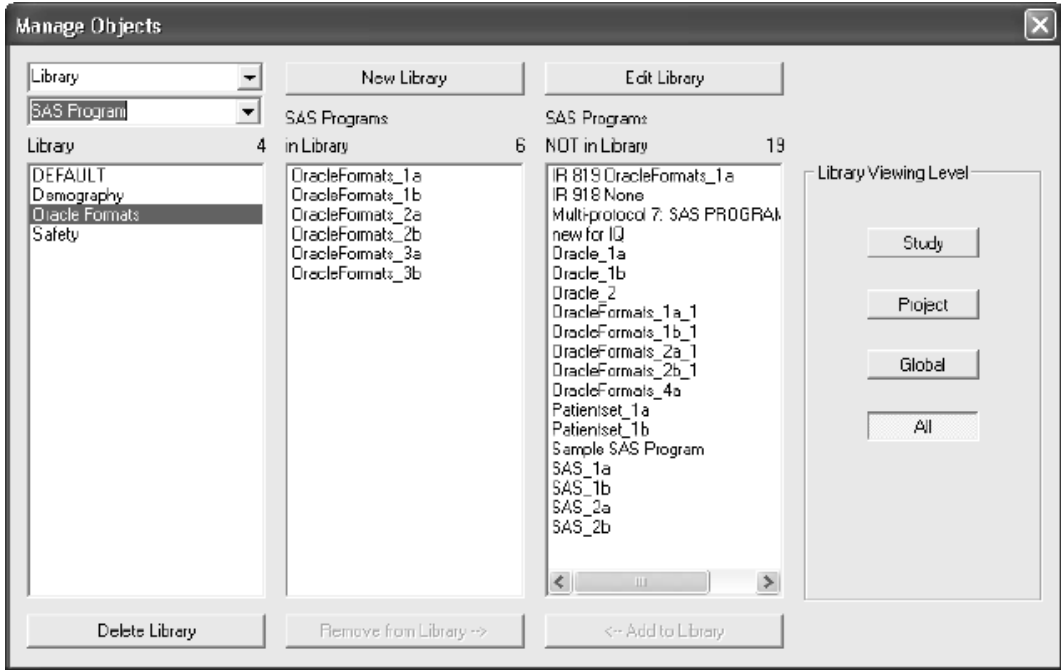 Manage Objects
Library
New Library
Edit Library
SAS Program
SAS Programs
SAS Programs
Library 4
in Library 6
NOT in Library 19
DEFAULT
Demography
Oracle Formats
Safety
OracleFormats_1a
OracleFormats_1b
OracleFormats_2a
OracleFormats_2b
OracleFormats_3a
OracleFormats_3b
IR 819 OracleFormats_1a
IR 918 None
Multi-protocol 7: SAS PROGRAM
new for IQ
Oracle_1a
Oracle_1b
Oracle_2
OracleFormats_1a_1
OracleFormats_1b_1
OracleFormats_2a_1
OracleFormats_2b_1
OracleFormats_4a
Patientset_1a
Patientset_1b
Sample SAS Program
SAS_1a
SAS_1b
SAS_2a
SAS_2b
Library Viewing Level
Study
Project
Global
All
Delete Library
Remove from Library -->
<-- Add to Library